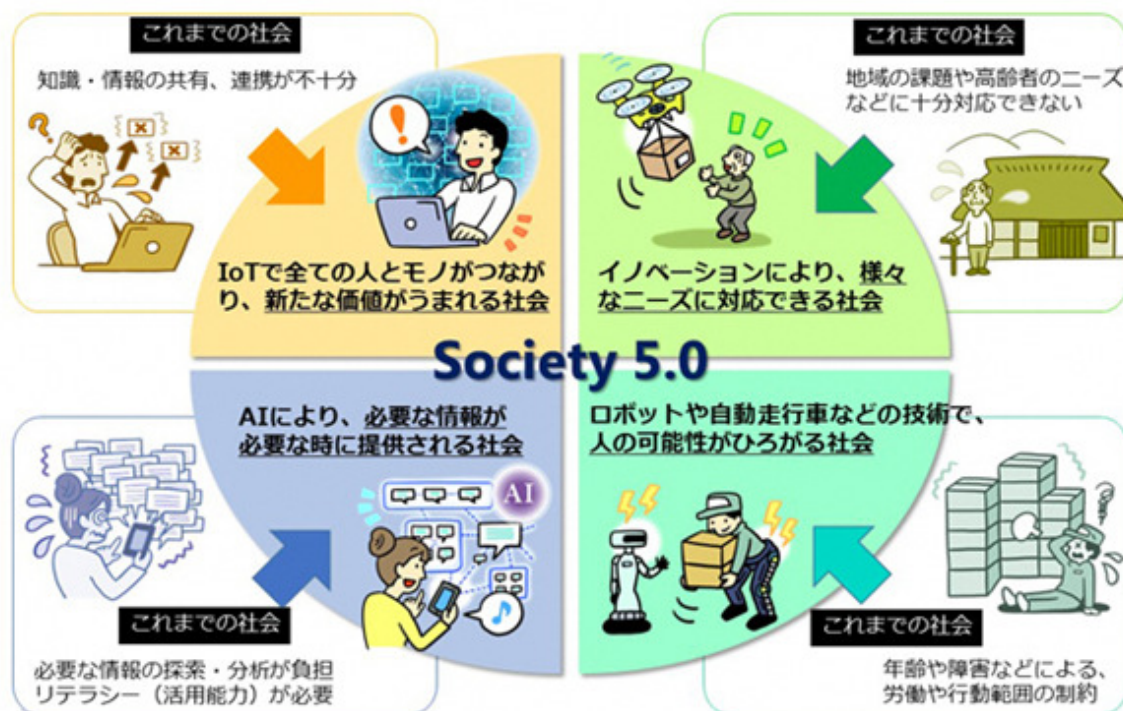 これまでの社会
知識・情報の共有、連携が不十分
IoTで全ての人とモノがつなが
り、新たな価値がうまれる社会
これまでの社会
地域の課題や高齢者のニーズ
などに十分対応できない
イノベーションにより、様々
なニーズに対応できる社会
Society 5.0
AIにより、必要な情報が
必要な時に提供される社会
AI
これまでの社会
必要な情報の探索・分析が負担
リテラシー（活用能力）が必要
ロボットや自動走行車などの技術で、
人の可能性がひろがる社会
これまでの社会
年齢や障害などによる、
労働や行動範囲の制約